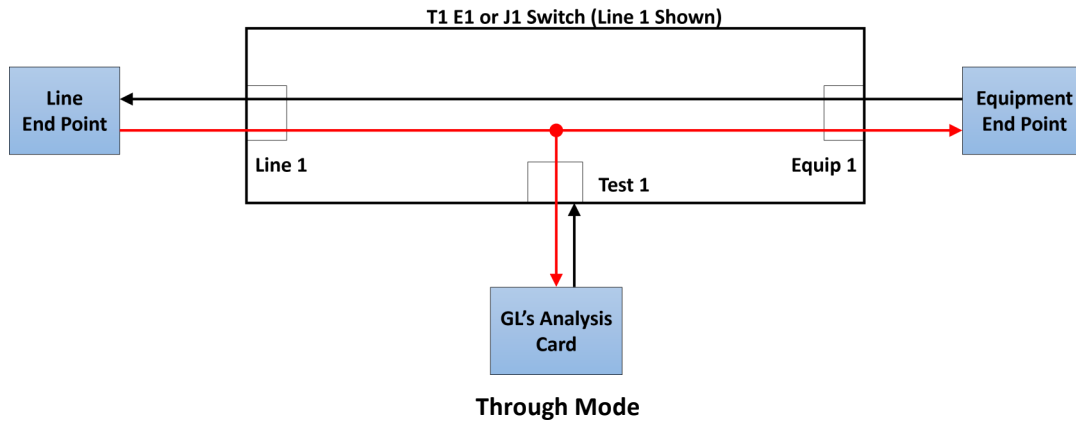 T1 E1 or J1 Switch (Line 1 Shown)
Line
End Point
Equipment
End Point
Line 1
Test 1
Equip 1
GL's Analysis
Card
Through Mode